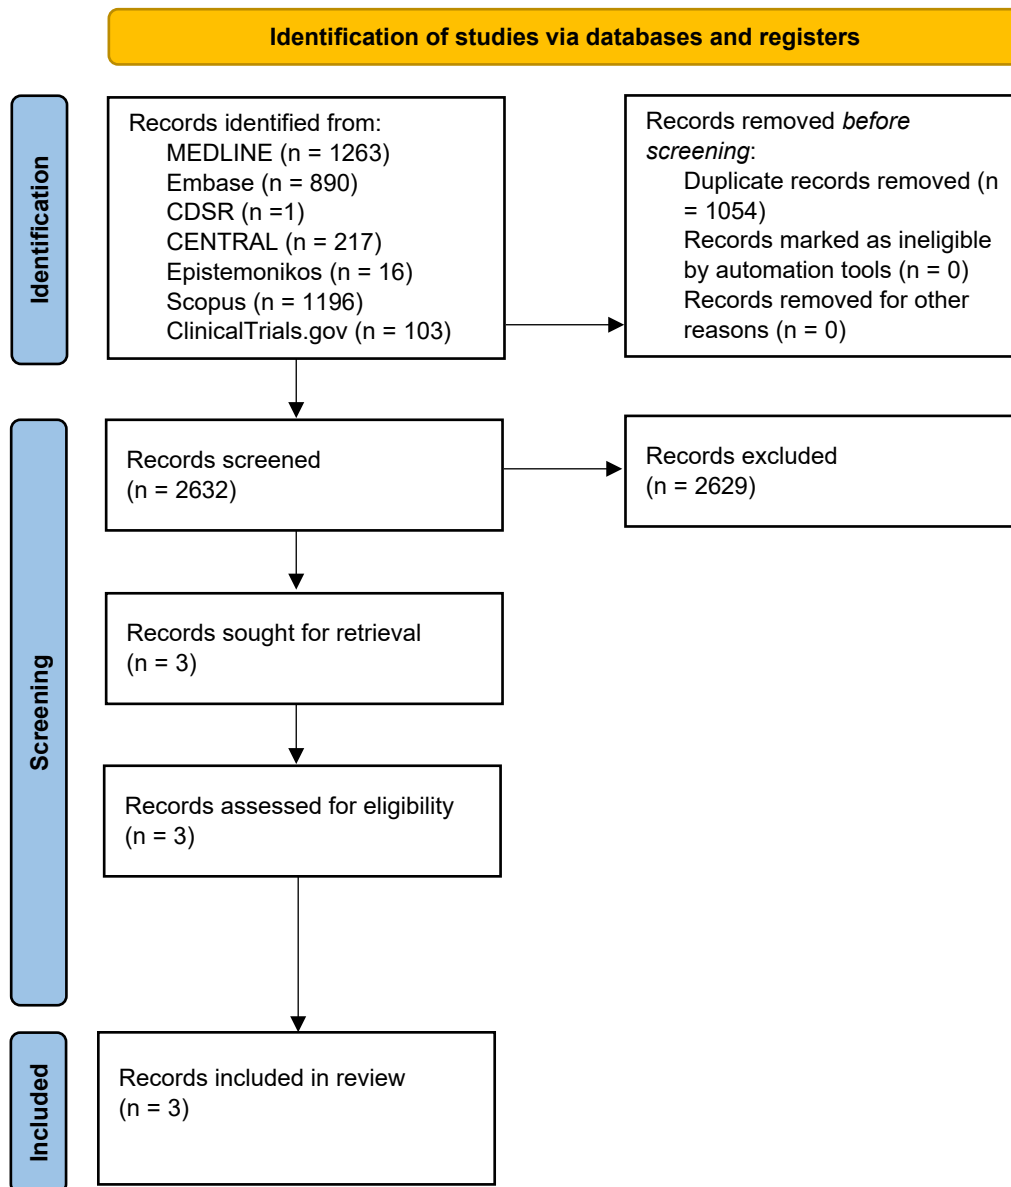 Identification of studies via databases and registers
Identification
Records identified from:
MEDLINE (n = 1263)
Embase (n = 890)
CDSR (n =1)
CENTRAL (n = 217)
Epistemonikos (n = 16)
Scopus (n = 1196)
ClinicalTrials.gov (n = 103)
Records removed before
screening:
Duplicate records removed (n
= 1054)
Records marked as ineligible
by automation tools (n = 0)
Records removed for other
reasons (n = 0)
Screening
Records screened
(n = 2632)
Records excluded
(n = 2629)
Records sought for retrieval
(n = 3)
Records assessed for eligibility
(n = 3)
Included
Records included in review
(n = 3)